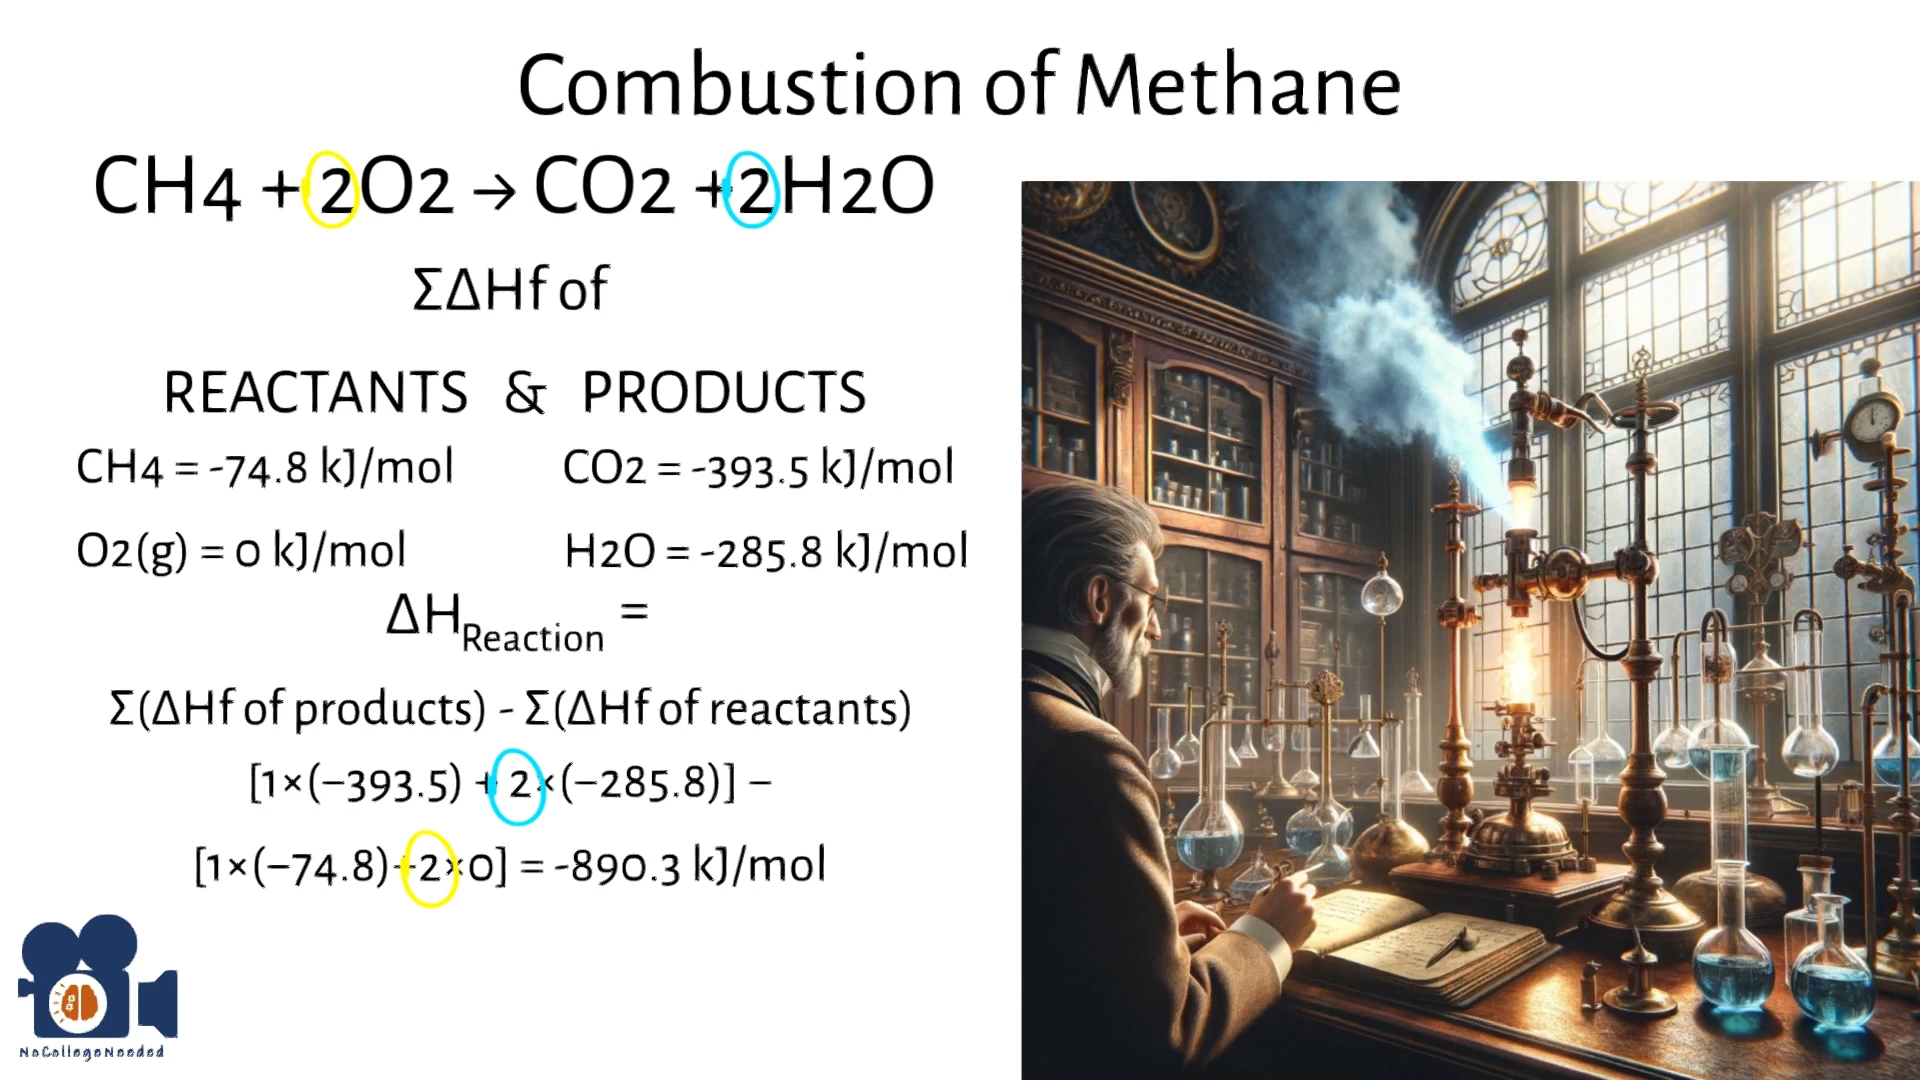 Combustion of Methane
CH4 + 2O2 → CO2 + 2H2O
ΣΔHf of
REACTANTS & PRODUCTS
CH4 = -74.8 kJ/mol CO2 = -393.5 kJ/mol
O2(g) = 0 kJ/mol H2O = -285.8 kJ/mol
ΔHReaction =
Σ(ΔHf of products) - Σ(ΔHf of reactants)
[1×(−393.5) + 2×(−285.8)] −
[1×(−74.8)+2×0] = -890.3 kJ/mol
NoCollegeNeeded